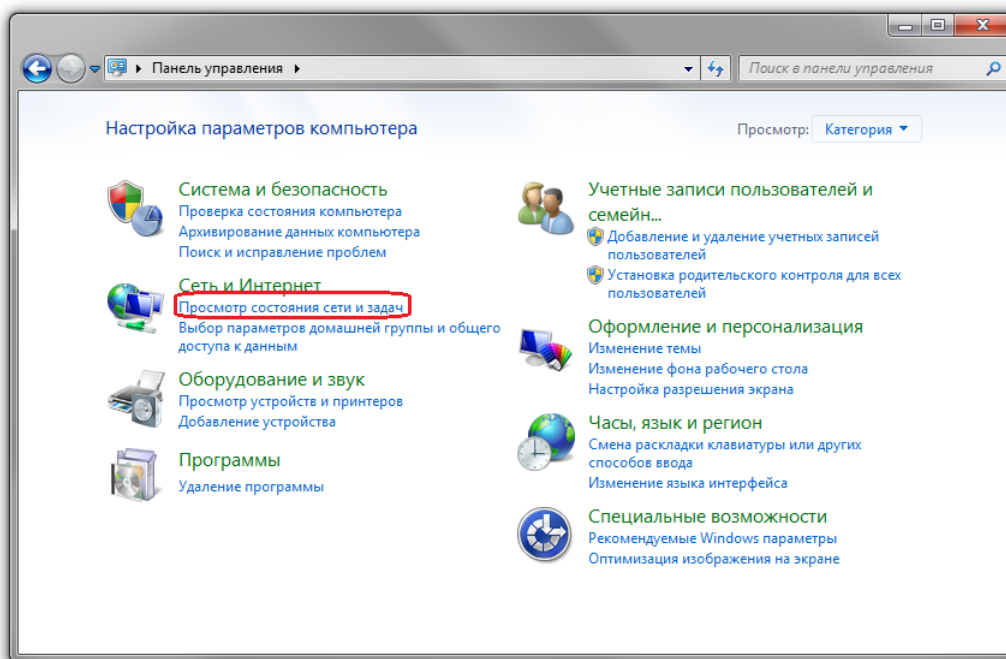 Панель управления
Поиск в панели управления
Настройка параметров компьютера
Просмотр: Категория
Система и безопасность
Проверка состояния компьютера
Архивирование данных компьютера
Поиск и исправление проблем
Сеть и Интернет
Просмотр состояния сети и задач
Выбор параметров домашней группы и общего
доступа к данным
Оборудование и звук
Просмотр устройств и принтеров
Добавление устройства
Программы
Удаление программы
Учетные записи пользователей и
семейн...
Добавление и удаление учетных записей
пользователей
Установка родительского контроля для всех
пользователей
Оформление и персонализация
Изменение темы
Изменение фона рабочего стола
Настройка разрешения экрана
Часы, язык и регион
Смена раскладки клавиатуры или других
способов ввода
Изменение языка интерфейса
Специальные возможности
Рекомендуемые Windows параметры
Оптимизация изображения на экране